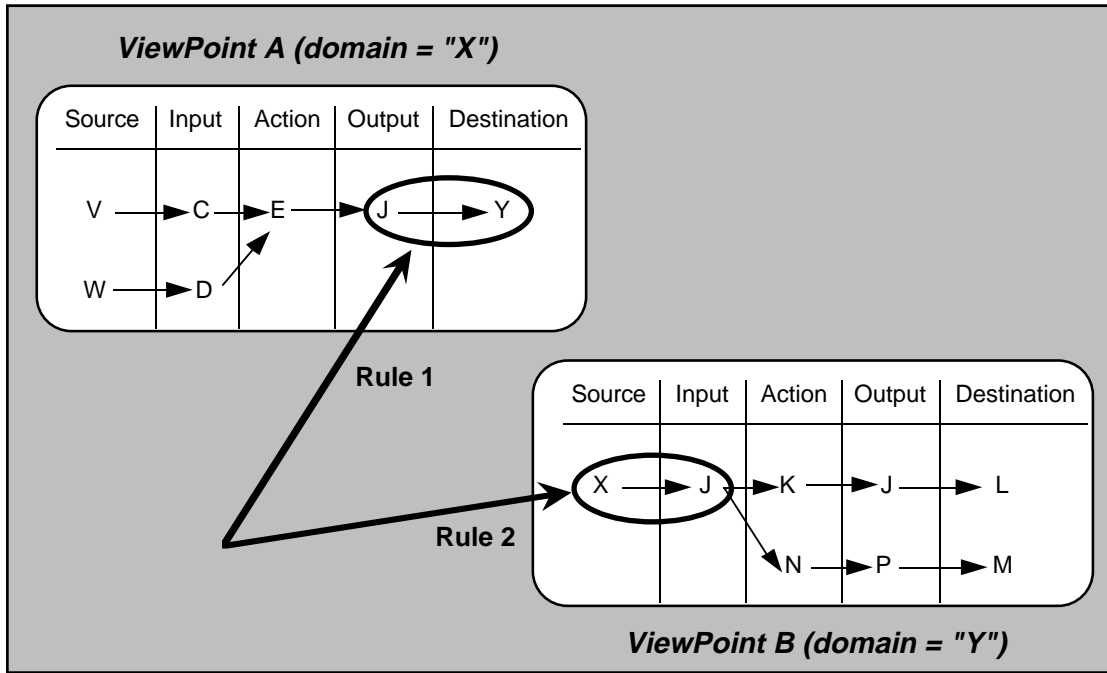 ViewPoint A (domain = "X")
Source Input Action Output Destination
V C E J Y
W D
Rule 1
Rule 2
Source Input Action Output Destination
X J K J L
N P M
ViewPoint B (domain = "Y")